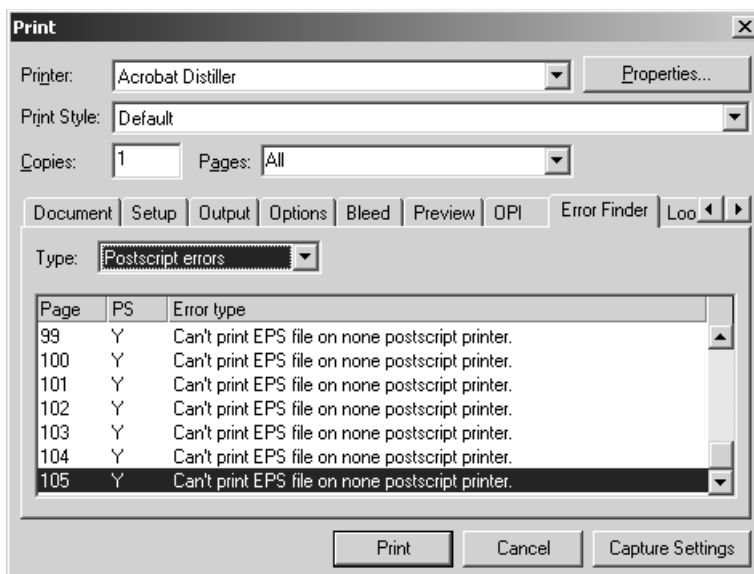 Print
Printer: Acrobat Distiller Properties...
Print Style: Default
Copies: 1 Pages: All
Document Setup Output Options Bleed Preview OPI Error Finder Loo
Type: Postscript errors
Page PS Error type
99 Y Can't print EPS file on none postscript printer.
100 Y Can't print EPS file on none postscript printer.
101 Y Can't print EPS file on none postscript printer.
102 Y Can't print EPS file on none postscript printer.
103 Y Can't print EPS file on none postscript printer.
104 Y Can't print EPS file on none postscript printer.
105 Y Can't print EPS file on none postscript printer.
Print Cancel Capture Settings